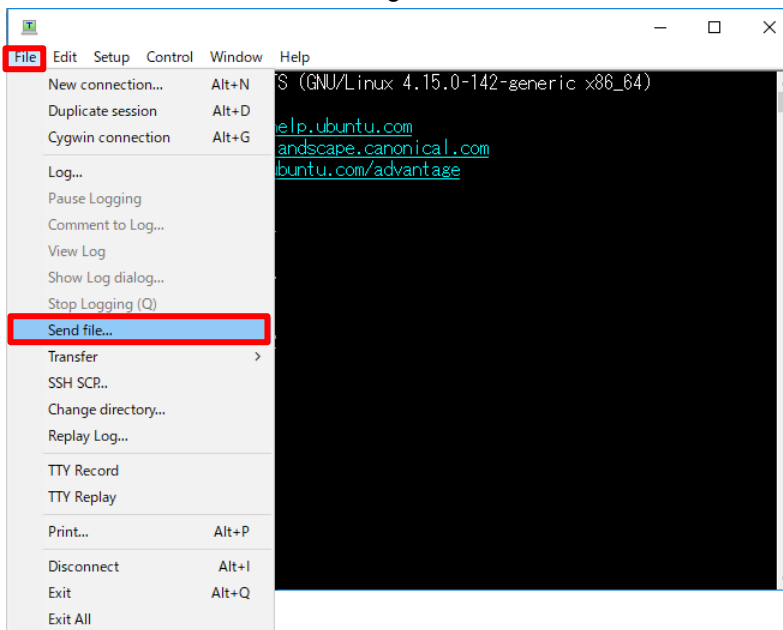 File Edit Setup Control Window Help
New connection... Alt+N
Duplicate session Alt+D
Cygwin connection Alt+G
Log...
Pause Logging
Comment to Log...
View Log
Show Log dialog...
Stop Logging (Q)
Send file...
Transfer >
SSH SCP...
Change directory...
Replay Log...
TTY Record
TTY Replay
Print... Alt+P
Disconnect Alt+I
Exit Alt+Q
Exit All
S (GNU/Linux 4.15.0-142-generic x86_64)
elp.ubuntu.com
andscape.canonical.com
buntu.com/advantage